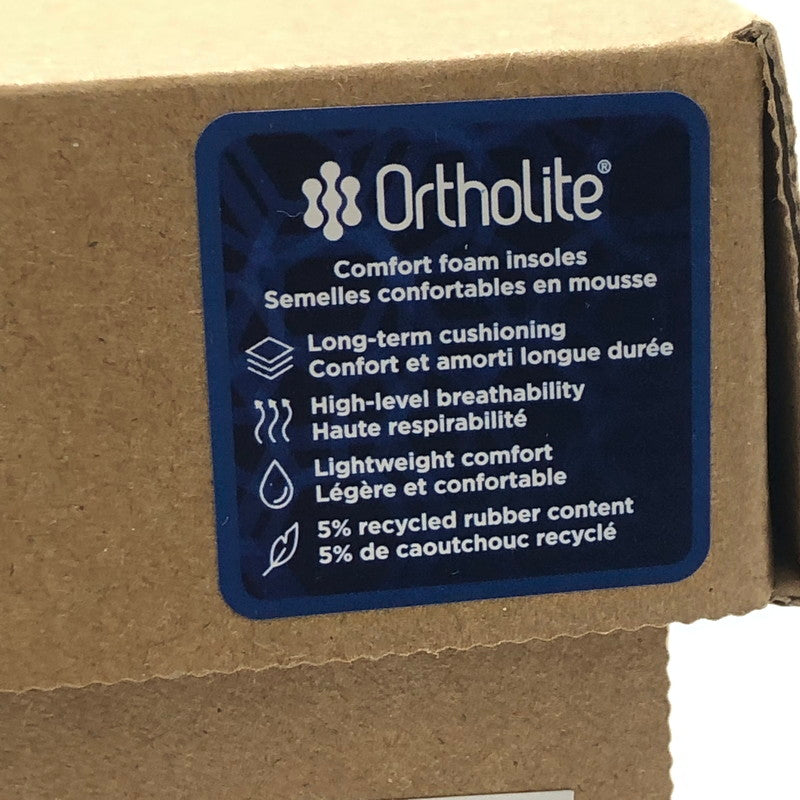 Ortholite®
Comfort foam insoles
Semelles confortables en mousse
Long-term cushioning
Confort et amorti longue durée
High-level breathability
Haute respirabilité
Lightweight comfort
Légère et confortable
5% recycled rubber content
5% de caoutchouc recyclé